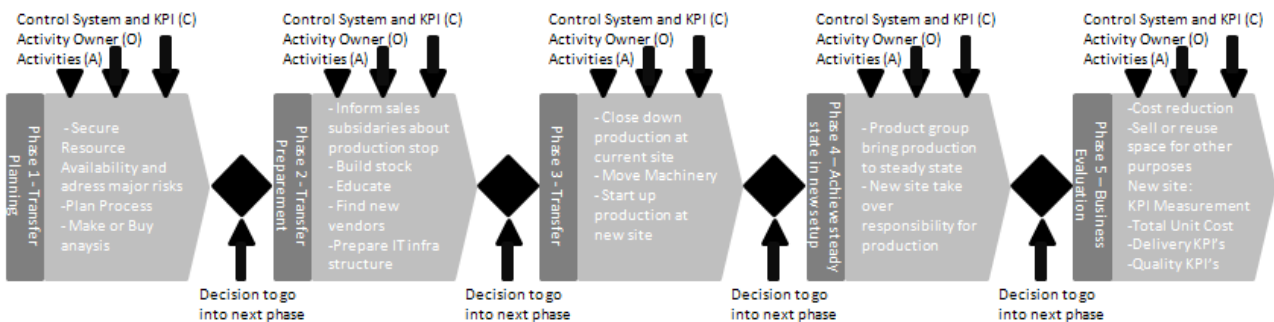 Control System and KPI (C)
Activity Owner (O)
Activities (A)
Phase 1 - Transfer
Planning
- Secure
Resource
Availability and
adress major risks
- Plan Process
- Make or Buy
anaysis
Decision to go
into next phase
Control System and KPI (C)
Activity Owner (O)
Activities (A)
Phase 2 - Transfer
Preparement
- Inform sales
subsidaries about
production stop
- Build stock
- Educate
- Find new
vendors
-Prepare IT infra
structure
Decision to go
into next phase
Control System and KPI (C)
Activity Owner (O)
Activities (A)
Phase 3 - Transfer
- Close down
production at
current site
- Move Machinery
- Start up
production at
new site
Decision to go
into next phase
Control System and KPI (C)
Activity Owner (O)
Activities (A)
Phase 4 – Achieve steady
state in new setup
- Product group
bring production
to steady state
- New site take
over
responsibility for
production
Decision to go
into next phase
Control System and KPI (C)
Activity Owner (O)
Activities (A)
Phase 5 – Business
Evaluation
-Cost reduction
-Sell or reuse
space for other
purposes
New site:
KPI Measurement
-Total Unit Cost
-Delivery KPI's
-Quality KPI's